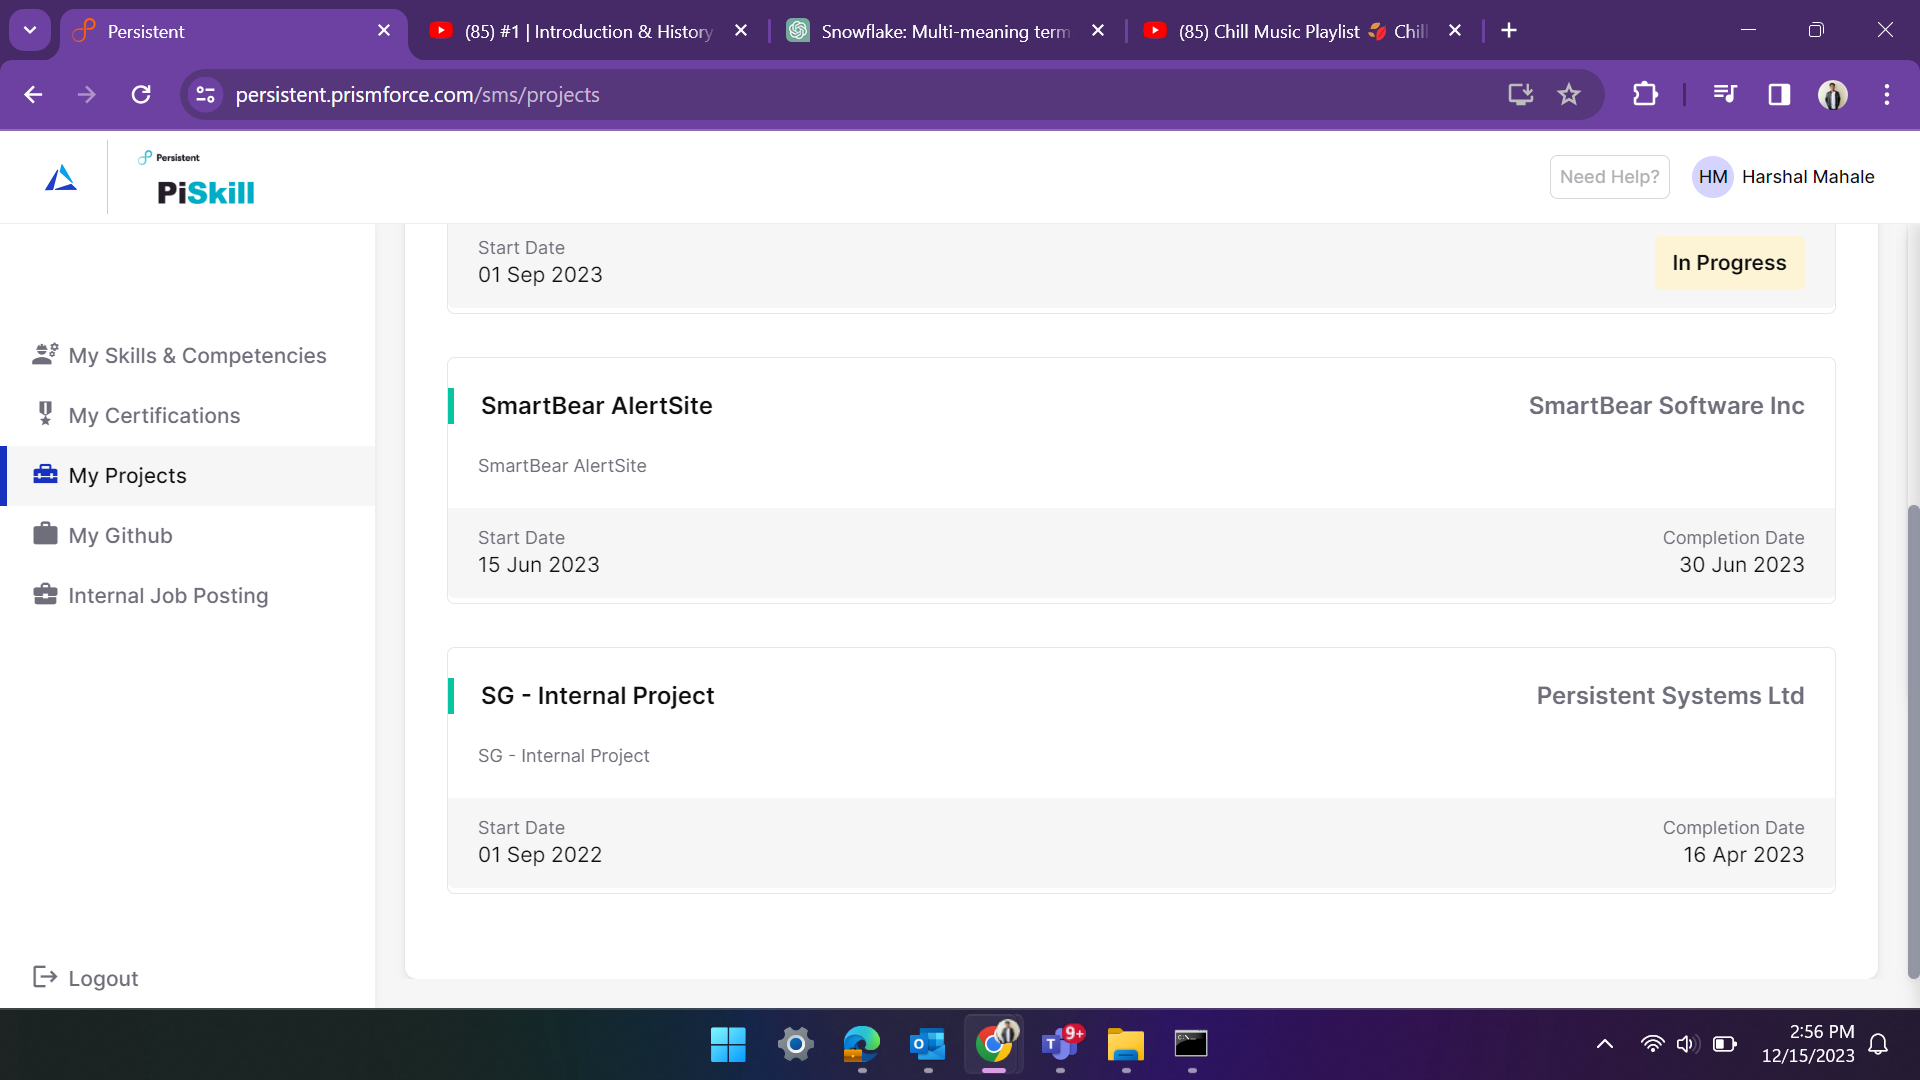 Persistent
(85) #1 | Introduction & History
Snowflake: Multi-meaning term
(85) Chill Music Playlist 🍂 Chill
persistent.prismforce.com/sms/projects
Persistent
PiSkill
Need Help?
HM
Harshal Mahale
Start Date
01 Sep 2023
In Progress
My Skills & Competencies
My Certifications
My Projects
My Github
Internal Job Posting
Logout
SmartBear AlertSite
SmartBear Software Inc
SmartBear AlertSite
Start Date
15 Jun 2023
Completion Date
30 Jun 2023
SG - Internal Project
Persistent Systems Ltd
SG - Internal Project
Start Date
01 Sep 2022
Completion Date
16 Apr 2023
9+
2:56 PM
12/15/2023